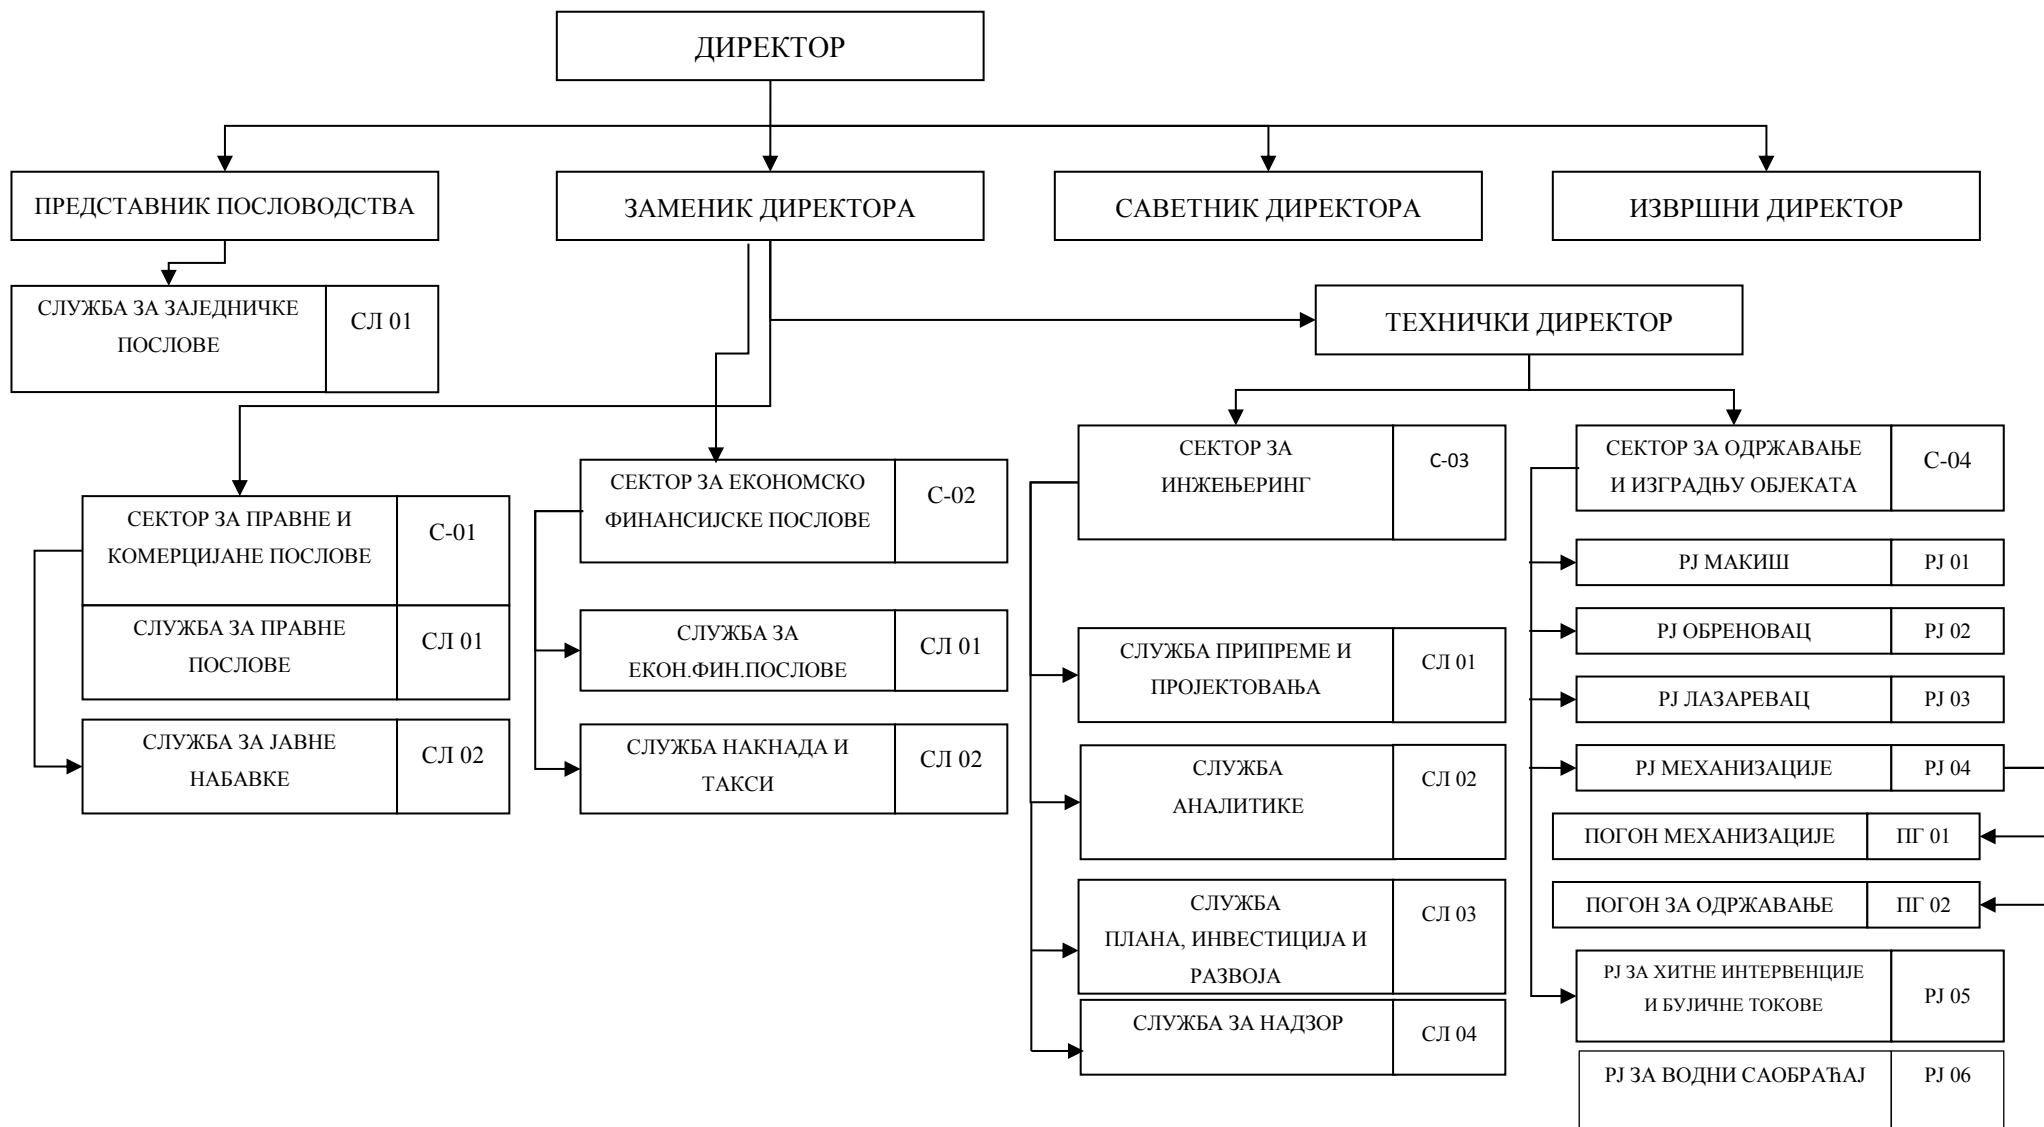 ДИРЕКТОР
ПРЕДСТАВНИК ПОСЛОВОДСТВА
ЗАМЕНИК ДИРЕКТОРА
САВЕТНИК ДИРЕКТОРА
ИЗВРШНИ ДИРЕКТОР
СЛУЖБА ЗА ЗАЈЕДНИЧКЕ
ПОСЛОВЕ
СЛ 01
ТЕХНИЧКИ ДИРЕКТОР
СЕКТОР ЗА ПРАВНЕ И
КОМЕРЦИЈАНЕ ПОСЛОВЕ
С-01
СЛУЖБА ЗА ПРАВНЕ
ПОСЛОВЕ
СЛ 01
СЛУЖБА ЗА ЈАВНЕ
НАБАВКЕ
СЛ 02
СЕКТОР ЗА ЕКОНОМСКО
ФИНАНСИЈСКЕ ПОСЛОВЕ
С-02
СЛУЖБА ЗА
ЕКОН.ФИН.ПОСЛОВЕ
СЛ 01
СЛУЖБА НАКНАДА И
ТАКСИ
СЛ 02
СЕКТОР ЗА
ИНЖЕЊЕРИНГ
С-03
СЛУЖБА ПРИПРЕМЕ И
ПРОЈЕКТОВАЊА
СЛ 01
СЛУЖБА
АНАЛИТИКЕ
СЛ 02
СЛУЖБА
ПЛАНА, ИНВЕСТИЦИЈА И
РАЗВОЈА
СЛ 03
СЛУЖБА ЗА НАДЗОР
СЛ 04
СЕКТОР ЗА ОДРЖАВАЊЕ
И ИЗГРАДЊУ ОБЈЕКАТА
С-04
РЈ МАКИШ
РЈ 01
РЈ ОБРЕНОВАЦ
РЈ 02
РЈ ЛАЗАРЕВАЦ
РЈ 03
РЈ МЕХАНИЗАЦИЈЕ
РЈ 04
ПОГОН МЕХАНИЗАЦИЈЕ
ПГ 01
ПОГОН ЗА ОДРЖАВАЊЕ
ПГ 02
РЈ ЗА ХИТНЕ ИНТЕРВЕНЦИЈЕ
И БУЈИЧНЕ ТОКОВЕ
РЈ 05
РЈ ЗА ВОДНИ САОБРАЋАЈ
РЈ 06